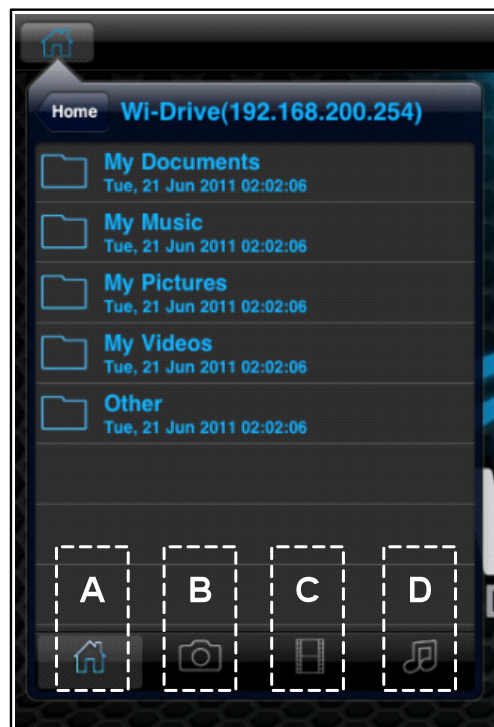 Home
Wi-Drive(192.168.200.254)
My Documents
Tue, 21 Jun 2011 02:02:06
My Music
Tue, 21 Jun 2011 02:02:06
My Pictures
Tue, 21 Jun 2011 02:02:06
My Videos
Tue, 21 Jun 2011 02:02:06
Other
Tue, 21 Jun 2011 02:02:06
A B C D